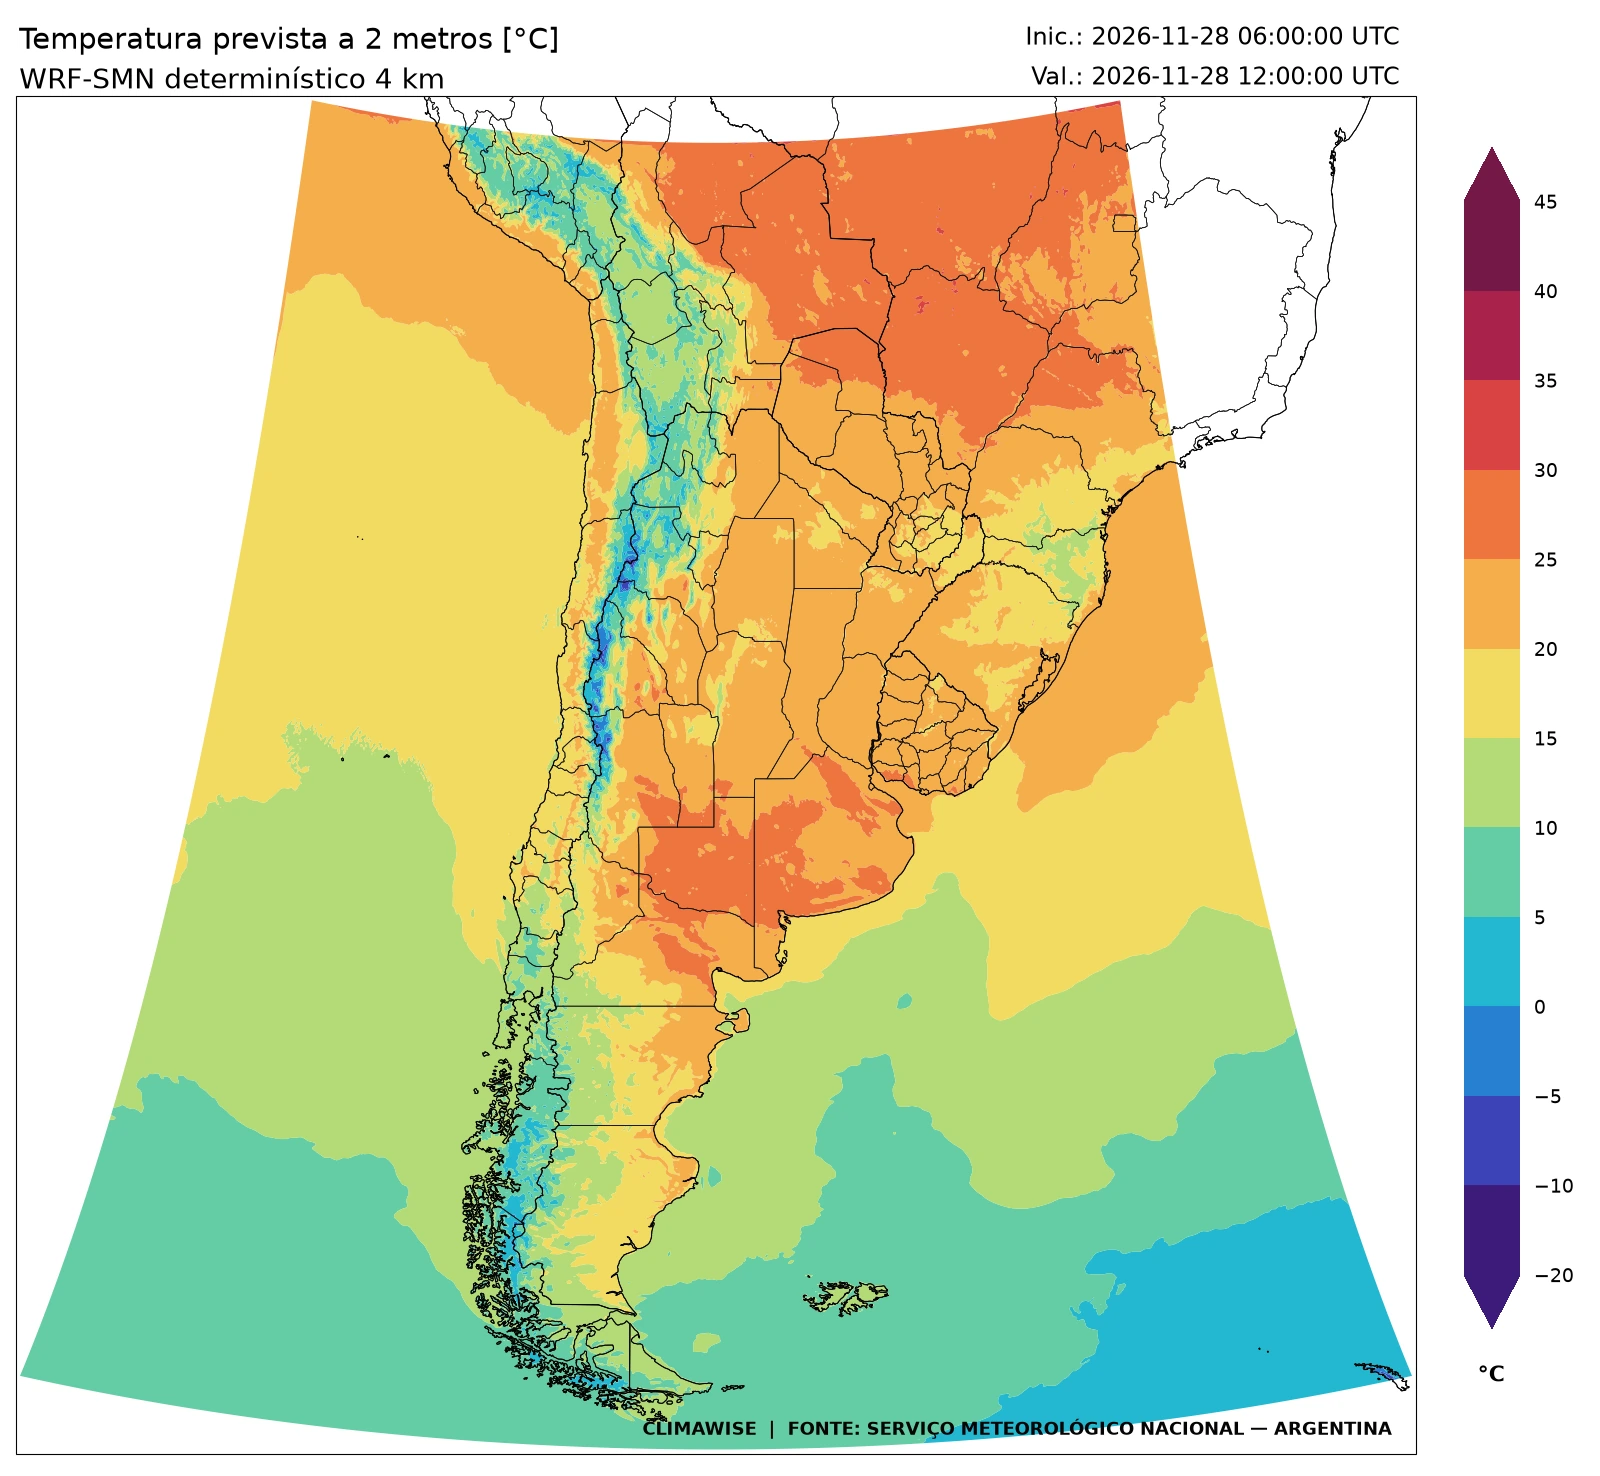 Temperatura prevista a 2 metros [°C]
WRF-SMN determinístico 4 km
Inic.: 2026-11-28 06:00:00 UTC
Val.: 2026-11-28 12:00:00 UTC
45
40
35
30
25
20
15
10
5
0
−5
−10
−20
°C
CLIMAWISE | FONTE: SERVIÇO METEOROLÓGICO NACIONAL — ARGENTINA